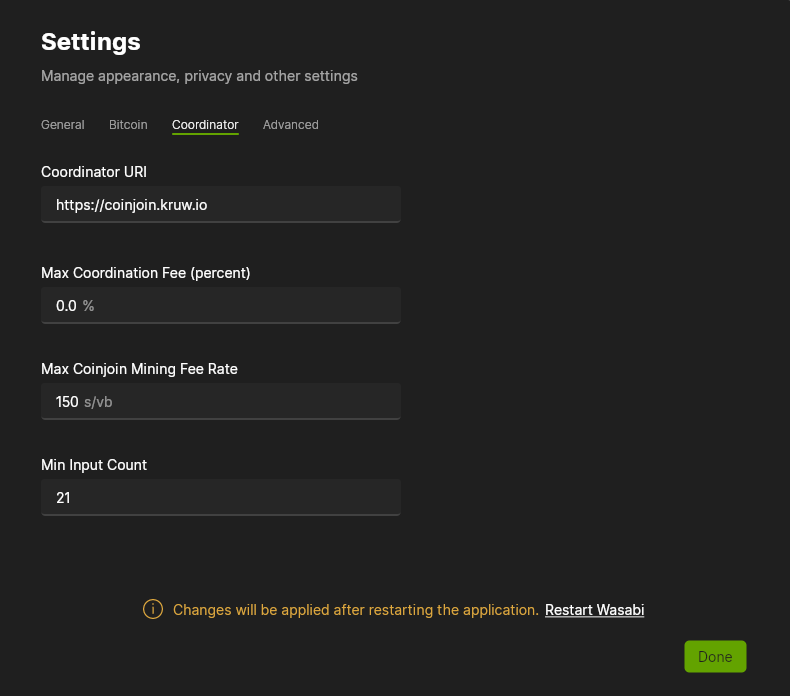 Settings
Manage appearance, privacy and other settings
General Bitcoin Coordinator Advanced
Coordinator URI
https://coinjoin.kruw.io
Max Coordination Fee (percent)
0.0 %
Max Coinjoin Mining Fee Rate
150 s/vb
Min Input Count
21
Changes will be applied after restarting the application. Restart Wasabi
Done